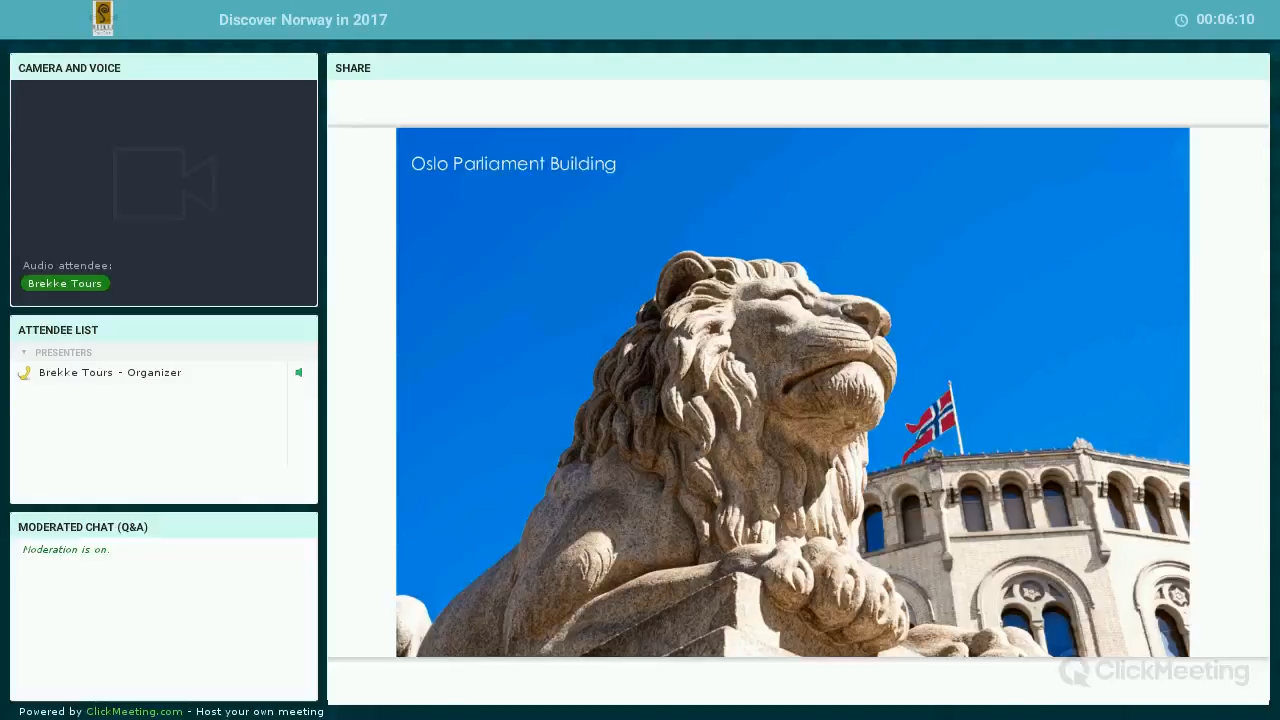 Discover Norway in 2017
00:06:10
CAMERA AND VOICE
Audio attendee:
Brekke Tours
ATTENDEE LIST
PRESENTERS
Brekke Tours - Organizer
MODERATED CHAT (Q&A)
Moderation is on.
SHARE
Oslo Parliament Building
ClickMeeting
Powered by ClickMeeting.com - Host your own meeting